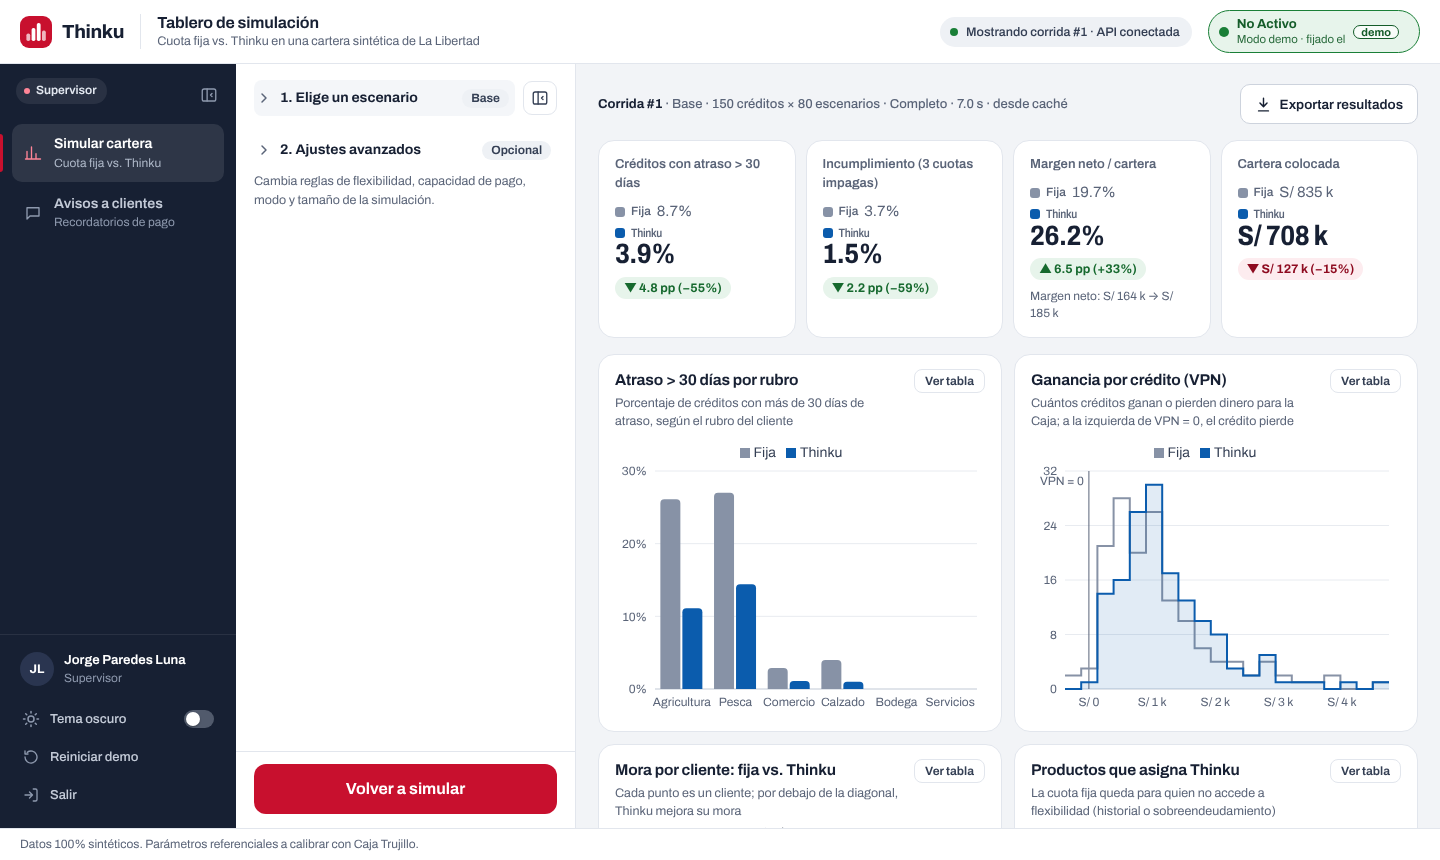 Thinku
Tablero de simulación
Cuota fija vs. Thinku en una cartera sintética de La Libertad
Mostrando corrida #1 · API conectada
No Activo
Modo demo · fijado el
demo
Supervisor
Simular cartera
Cuota fija vs. Thinku
Avisos a clientes
Recordatorios de pago
JL
Jorge Paredes Luna
Supervisor
Tema oscuro
Reiniciar demo
Salir
1. Elige un escenario
Base
2. Ajustes avanzados
Opcional
Cambia reglas de flexibilidad, capacidad de pago,
modo y tamaño de la simulación.
Volver a simular
Corrida #1 · Base · 150 créditos × 80 escenarios · Completo · 7.0 s · desde caché
Exportar resultados
Créditos con atraso > 30
días
Fija 8.7%
Thinku
3.9%
▼ 4.8 pp (−55%)
Incumplimiento (3 cuotas
impagas)
Fija 3.7%
Thinku
1.5%
▼ 2.2 pp (−59%)
Margen neto / cartera
Fija 19.7%
Thinku
26.2%
▲ 6.5 pp (+33%)
Margen neto: S/ 164 k → S/
185 k
Cartera colocada
Fija S/ 835 k
Thinku
S/ 708 k
▼ S/ 127 k (−15%)
Atraso > 30 días por rubro
Ver tabla
Porcentaje de créditos con más de 30 días de
atraso, según el rubro del cliente
Fija Thinku
30%
20%
10%
0%
Agricultura Pesca Comercio Calzado Bodega Servicios
Ganancia por crédito (VPN)
Ver tabla
Cuántos créditos ganan o pierden dinero para la
Caja; a la izquierda de VPN = 0, el crédito pierde
Fija Thinku
32
VPN = 0
24
16
8
0
S/ 0 S/ 1 k S/ 2 k S/ 3 k S/ 4 k
Mora por cliente: fija vs. Thinku
Ver tabla
Cada punto es un cliente; por debajo de la diagonal,
Thinku mejora su mora
Productos que asigna Thinku
Ver tabla
La cuota fija queda para quien no accede a
flexibilidad (historial o sobreendeudamiento)
Datos 100% sintéticos. Parámetros referenciales a calibrar con Caja Trujillo.